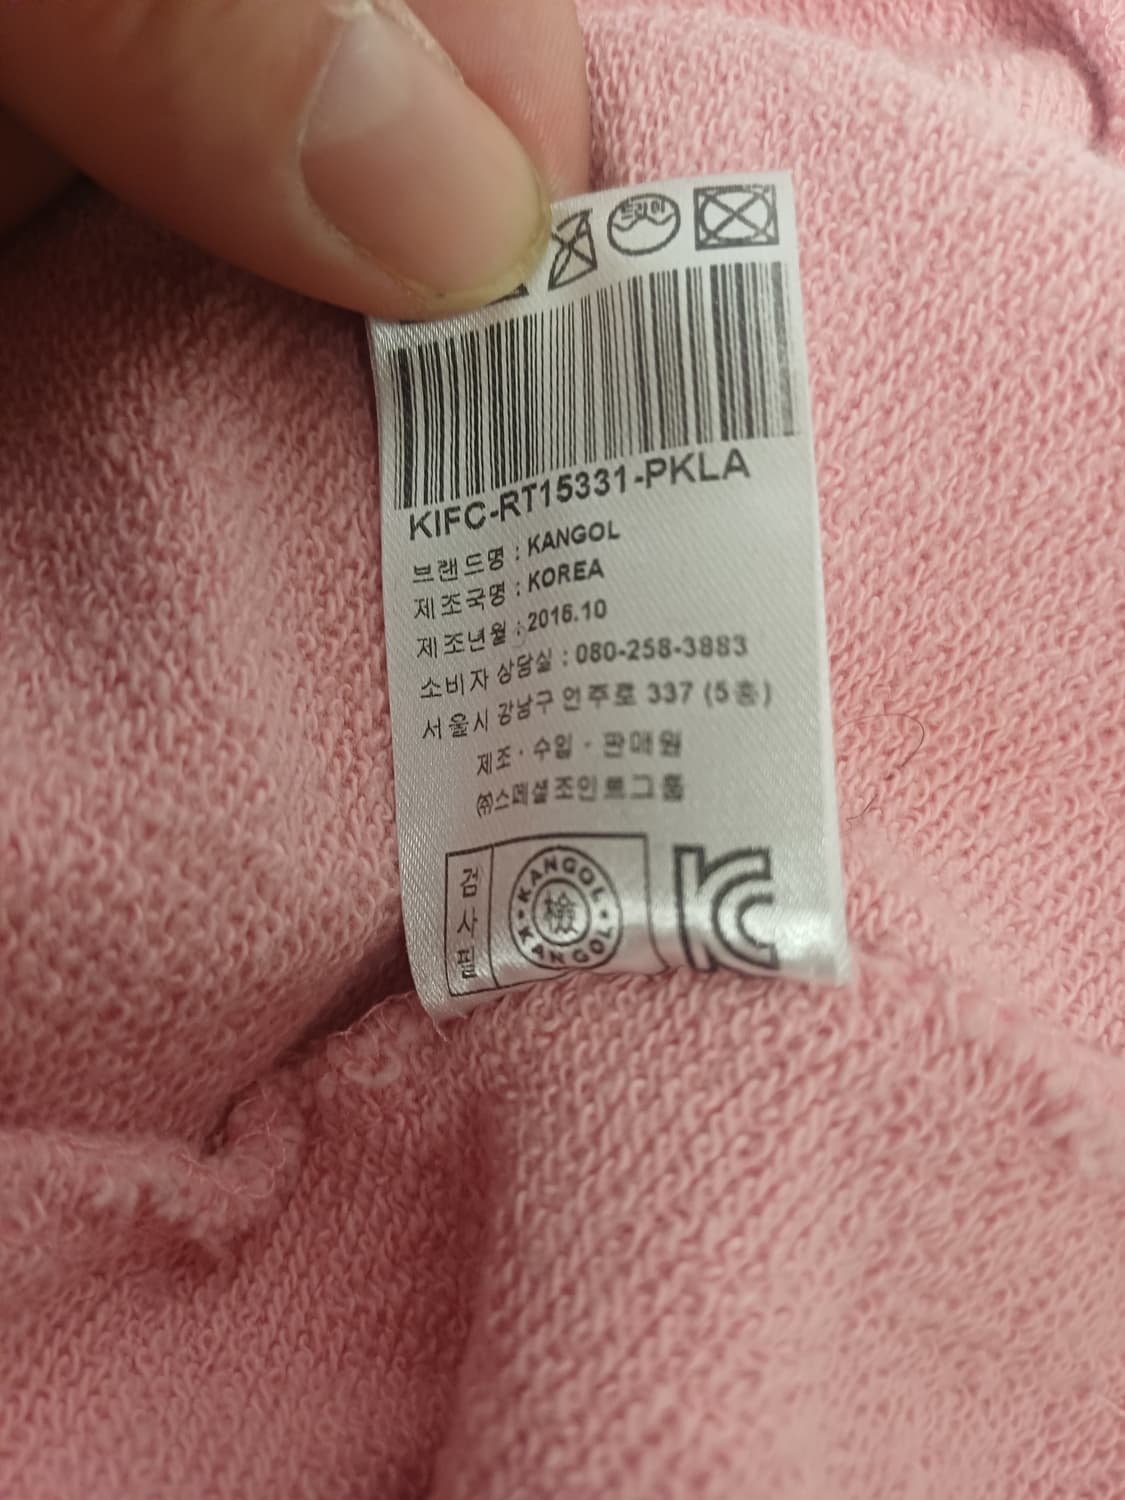 드라이
KIFC-RT15331-PKLA
브랜드명 : KANGOL
제조국명 : KOREA
제조년월 : 2016.10
소비자 상담실 : 080-258-3883
서울시 강남구 언주로 337 (5층)
제조 · 수입 · 판매원
㈜스페셜조인트그룹
검사필
KANGOL
檢
KANGOL
KC